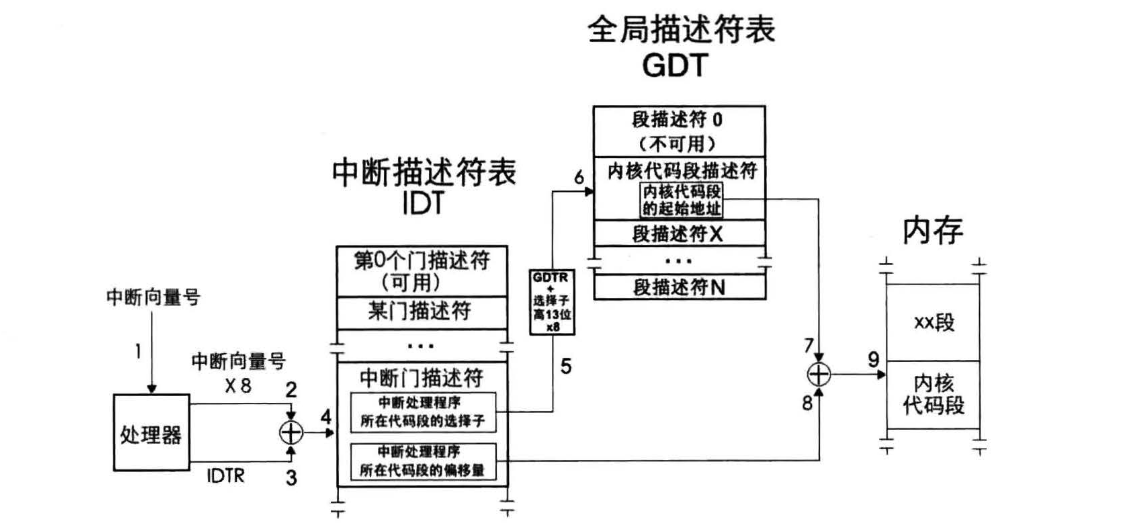 全局描述符表
GDT
段描述符 0
（不可用）
内核代码段描述符
内核代码段
的起始地址
段描述符X
...
段描述符N
中断描述符表
IDT
第0个门描述符
（可用）
某门描述符
...
中断门描述符
中断处理程序
所在代码段的选择子
中断处理程序
所在代码段的偏移量
GDTR
+
选择子
高13位
x8
中断向量号
1
中断向量号
X 8
2
处理器
IDTR
3
4
5
6
7
8
9
内存
xx段
内核
代码段